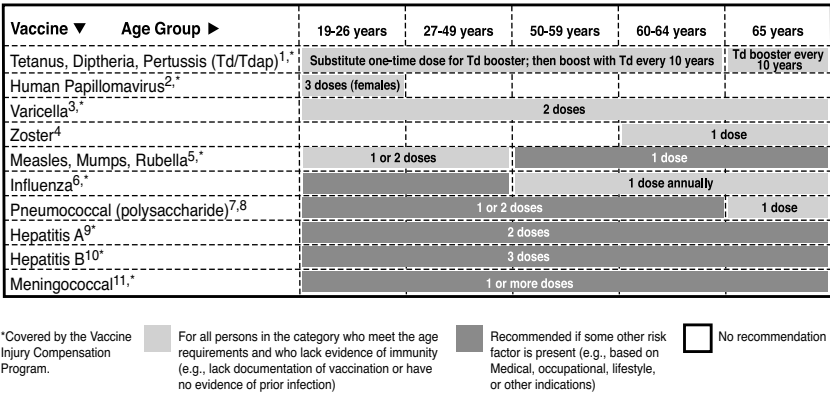 Vaccine ▼ Age Group ► 19-26 years 27-49 years 50-59 years 60-64 years 65 years
Tetanus, Diptheria, Pertussis (Td/Tdap)1,* Substitute one-time dose for Td booster; then boost with Td every 10 years Td booster every 10 years
Human Papillomavirus2,* 3 doses (females)
Varicella3,* 2 doses
Zoster4 1 dose
Measles, Mumps, Rubella5,* 1 or 2 doses 1 dose
Influenza6,* 1 dose annually
Pneumococcal (polysaccharide)7,8 1 or 2 doses 1 dose
Hepatitis A9* 2 doses
Hepatitis B10* 3 doses
Meningococcal11,* 1 or more doses
*Covered by the Vaccine
Injury Compensation
Program.
For all persons in the category who meet the age
requirements and who lack evidence of immunity
(e.g., lack documentation of vaccination or have
no evidence of prior infection)
Recommended if some other risk
factor is present (e.g., based on
Medical, occupational, lifestyle,
or other indications)
No recommendation